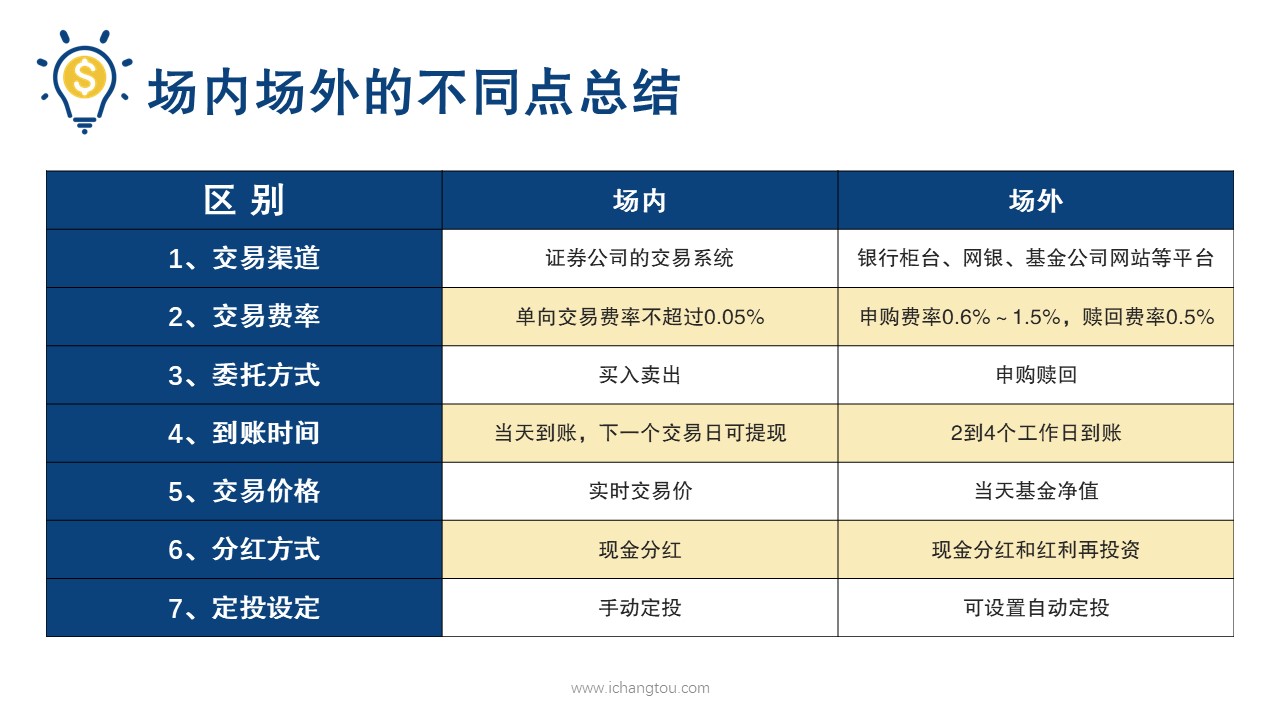 场内场外的不同点总结
区 别 场内 场外
1、交易渠道 证券公司的交易系统 银行柜台、网银、基金公司网站等平台
2、交易费率 单向交易费率不超过0.05% 申购费率0.6%~1.5%，赎回费率0.5%
3、委托方式 买入卖出 申购赎回
4、到账时间 当天到账，下一个交易日可提现 2到4个工作日到账
5、交易价格 实时交易价 当天基金净值
6、分红方式 现金分红 现金分红和红利再投资
7、定投设定 手动定投 可设置自动定投
www.ichangtou.com